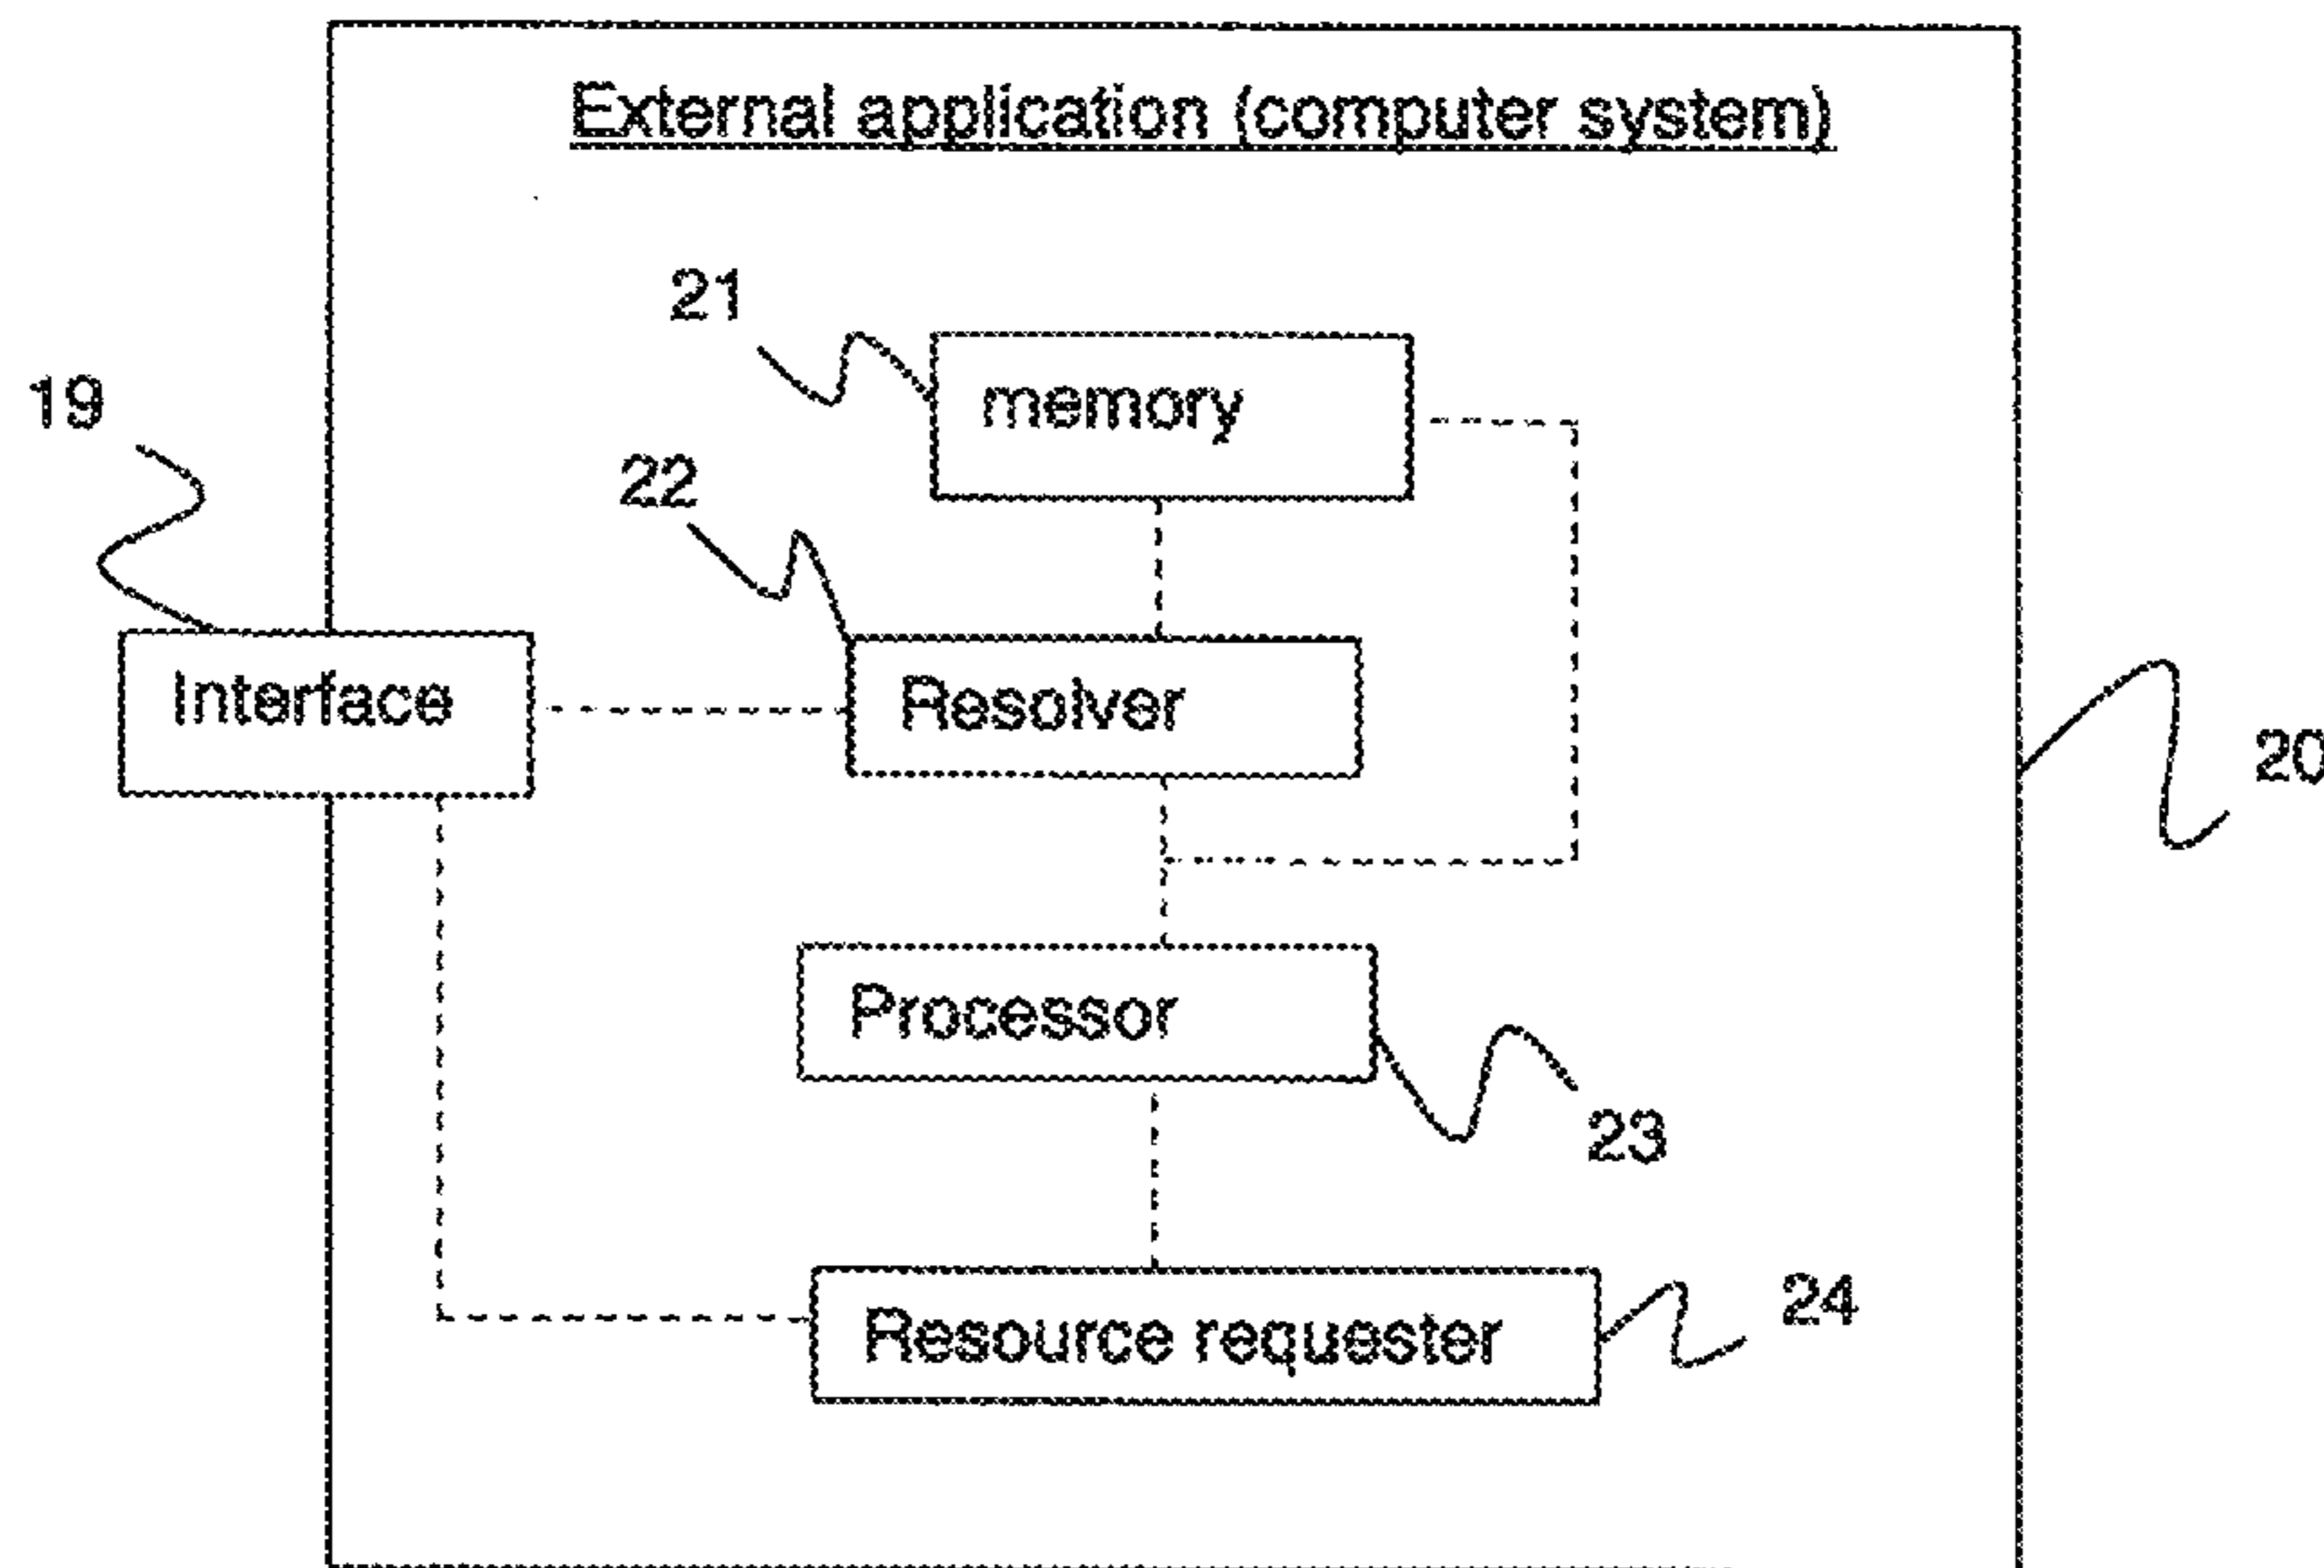 External application (computer system)
21
memory
19
22
Interface
Resolver
20
Processor
23
24
Resource requester